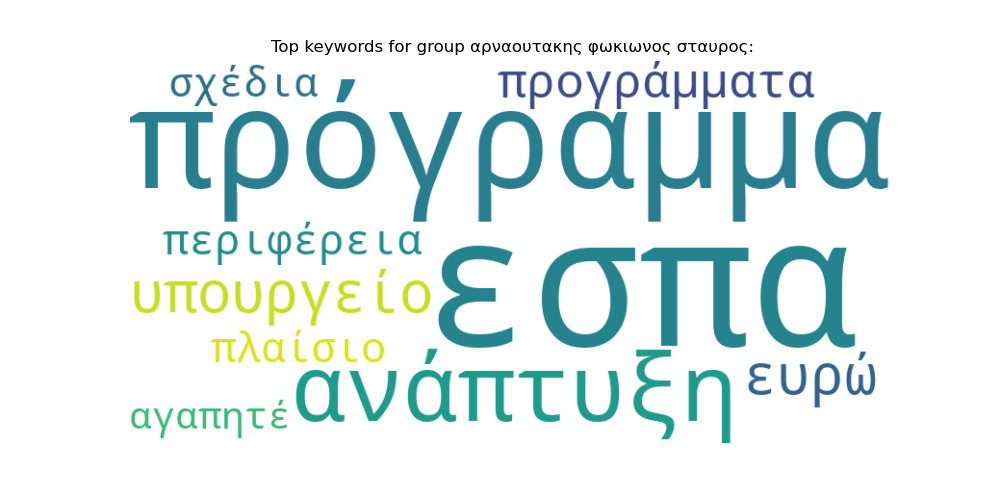 Top keywords for group αρναουτακης φωκιωνος σταυρος:
σχέδια
προγράμματα
πρόγραμμα
περιφέρεια
εσπα
υπουργείο
πλαίσιο
ανάπτυξη
ευρώ
αγαπητέ